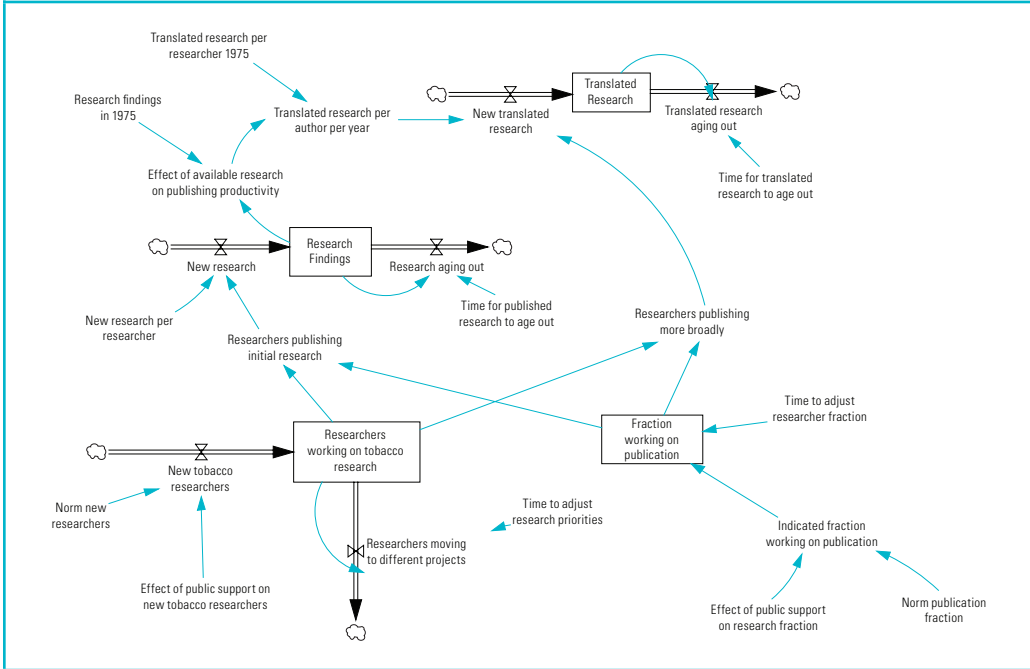 Translated research per
researcher 1975
Research findings
in 1975
Translated research per
author per year
New translated
research
Translated
Research
Translated research
aging out
Time for translated
research to age out
Effect of available research
on publishing productivity
New research
Research
Findings
Research aging out
Time for published
research to age out
New research per
researcher
Researchers publishing
initial research
Researchers publishing
more broadly
Time to adjust
researcher fraction
Fraction
working on
publication
Researchers
working on tobacco
research
New tobacco
researchers
Norm new
researchers
Time to adjust
research priorities
Researchers moving
to different projects
Indicated fraction
working on publication
Effect of public support on
new tobacco researchers
Effect of public support
on research fraction
Norm publication
fraction